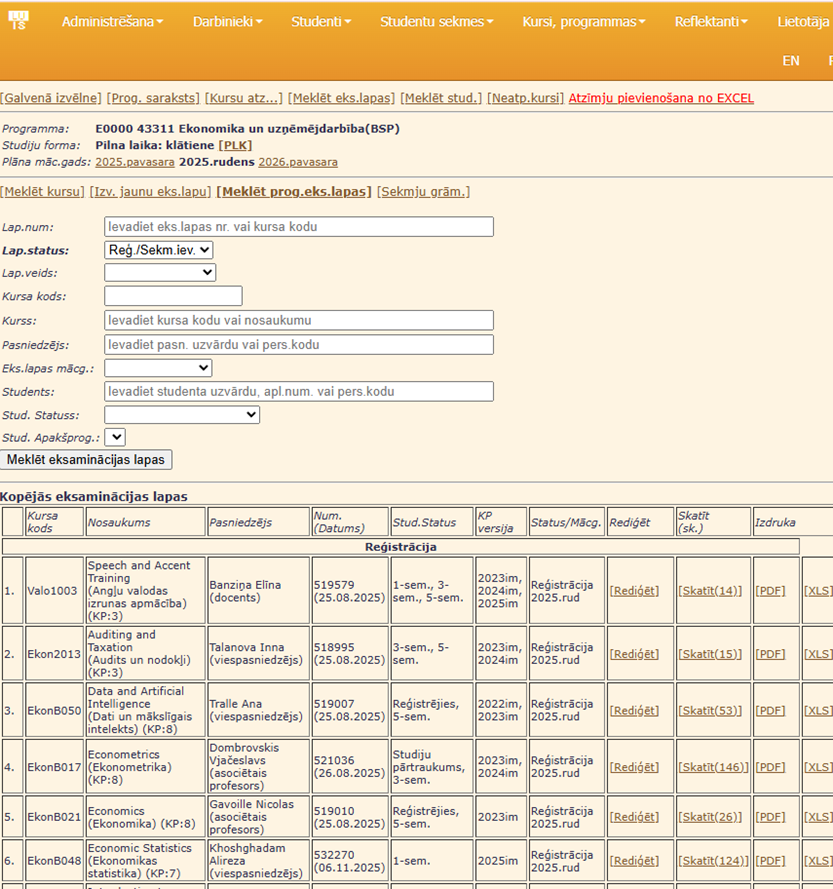 LU
IS
Administrēšana Darbinieki Studenti Studentu sekmes Kursi, programmas Reflektanti Lietotāja
EN
[Galvenā izvēlne] [Prog. saraksts] [Kursu atz...] [Meklēt eks.lapas] [Meklēt stud.] [Neatp.kursi] Atzīmju pievienošana no EXCEL
Programma: E0000 43311 Ekonomika un uzņēmējdarbība(BSP)
Studiju forma: Pilna laika: klātiene [PLK]
Plāna māc.gads: 2025.pavasara 2025.rudens 2026.pavasara
[Meklēt kursu] [Izv. jaunu eks.lapu] [Meklēt prog.eks.lapas] [Sekmju grām.]
Lap.num: Ievadiet eks.lapas nr. vai kursa kodu
Lap.status: Reģ./Sekm.iev.
Lap.veids:
Kursa kods:
Kurss: Ievadiet kursa kodu vai nosaukumu
Pasniedzējs: Ievadiet pasn. uzvārdu vai pers.kodu
Eks.lapas mācg.:
Students: Ievadiet studenta uzvārdu, apl.num. vai pers.kodu
Stud. Statuss:
Stud. Apakšprog.:
Meklēt eksaminācijas lapas
Kopējās eksaminācijas lapas
Kursa kods Nosaukums Pasniedzējs Num. (Datums) Stud.Status KP versija Status/Mācg. Rediģēt Skatīt (sk.) Izdruka
Reģistrācija
1. Valo1003 Speech and Accent Training (Angļu valodas izrunas apmācība) (KP:3) Banziņa Elīna (docents) 519579 (25.08.2025) 1-sem., 3-sem., 5-sem. 2023im, 2024im, 2025im Reģistrācija 2025.rud [Rediģēt] [Skatīt(14)] [PDF] [XLS]
2. Ekon2013 Auditing and Taxation (Audits un nodokļi) (KP:3) Talanova Inna (viespasniedzējs) 518995 (25.08.2025) 3-sem., 5-sem. 2023im, 2024im Reģistrācija 2025.rud [Rediģēt] [Skatīt(15)] [PDF] [XLS]
3. EkonB050 Data and Artificial Intelligence (Dati un mākslīgais intelekts) (KP:8) Tralle Ana (viespasniedzējs) 519007 (25.08.2025) Reģistrējies, 5-sem. 2022im, 2023im Reģistrācija 2025.rud [Rediģēt] [Skatīt(53)] [PDF] [XLS]
4. EkonB017 Econometrics (Ekonometrika) (KP:8) Dombrovskis Vjačeslavs (asociētais profesors) 521036 (26.08.2025) Studiju pārtraukums, 3-sem. 2023im, 2024im Reģistrācija 2025.rud [Rediģēt] [Skatīt(146)] [PDF] [XLS]
5. EkonB021 Economics (Ekonomika) (KP:8) Gavoille Nicolas (asociētais profesors) 519010 (25.08.2025) Reģistrējies, 5-sem. 2023im Reģistrācija 2025.rud [Rediģēt] [Skatīt(26)] [PDF] [XLS]
6. EkonB048 Economic Statistics (Ekonomikas statistika) (KP:7) Khoshghadam Alireza (viespasniedzējs) 532270 (06.11.2025) 1-sem. 2025im Reģistrācija 2025.rud [Rediģēt] [Skatīt(124)] [PDF] [XLS]